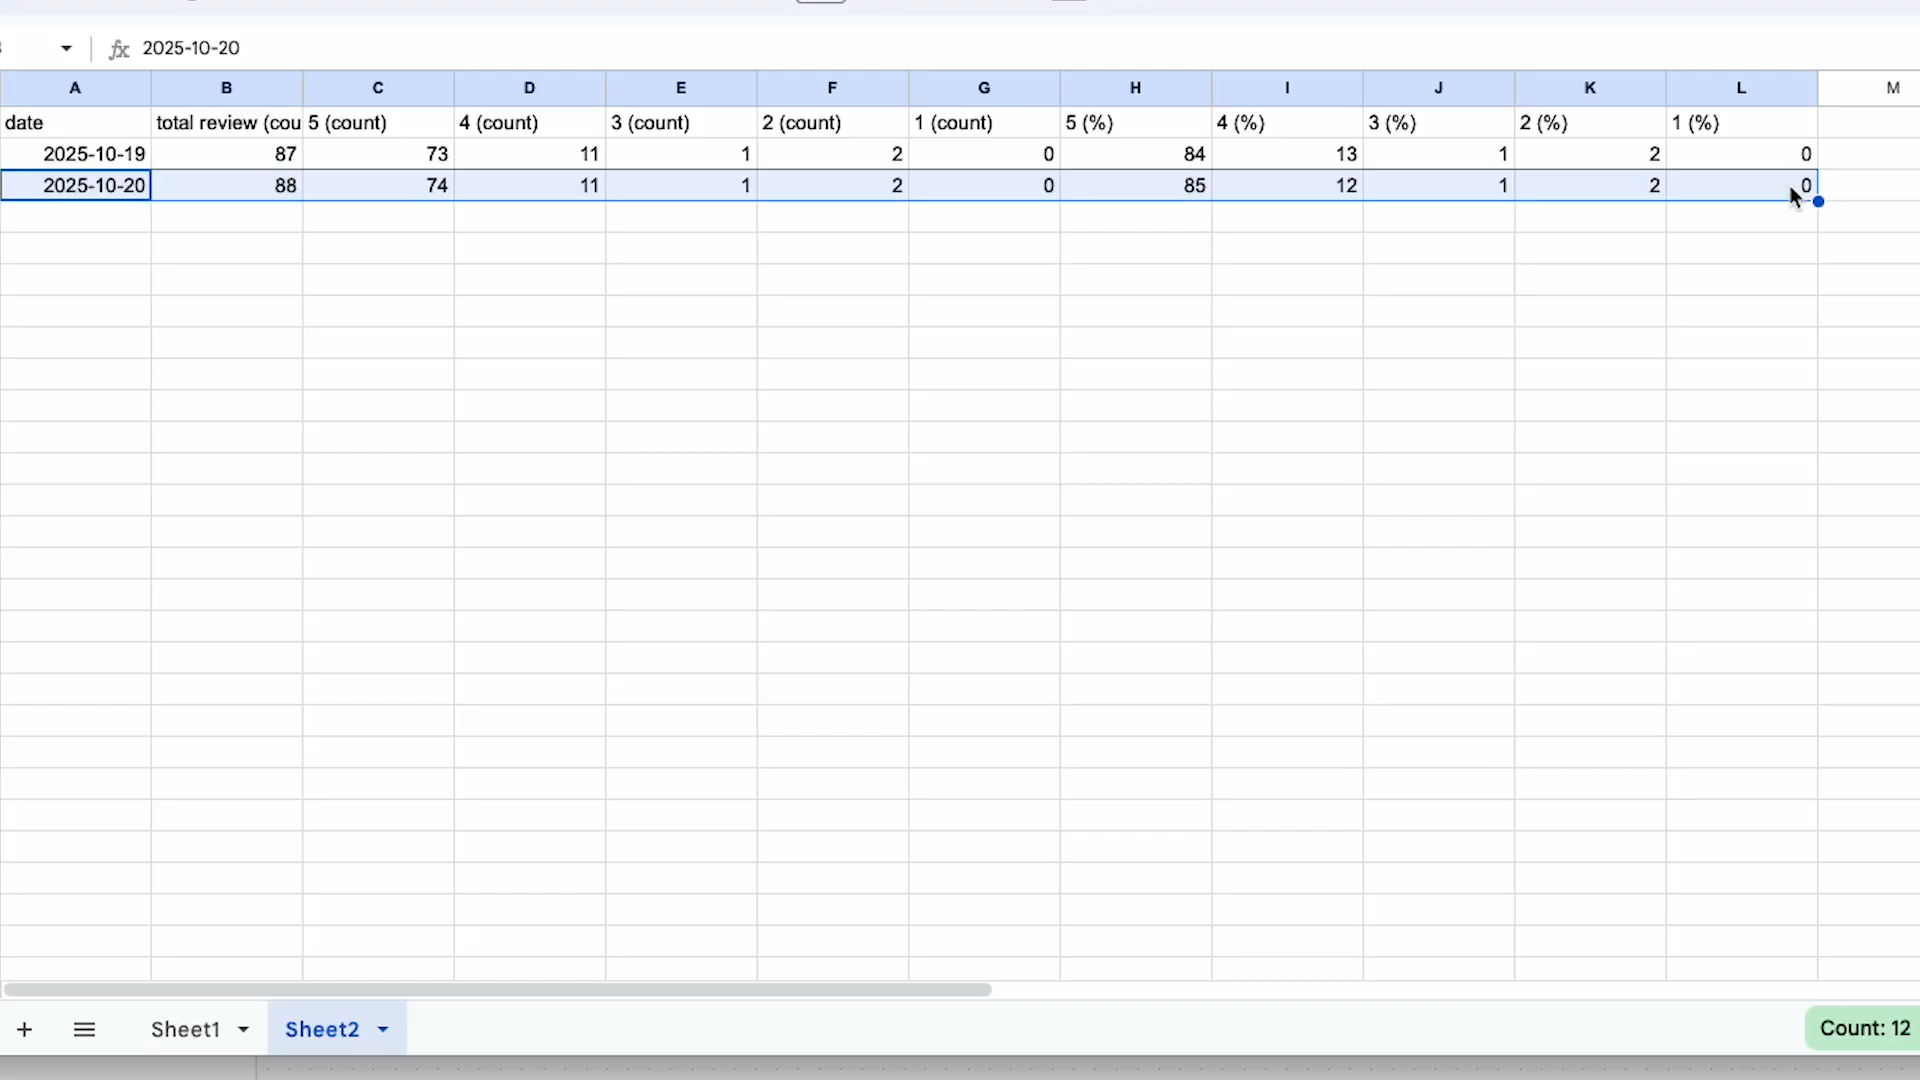 2025-10-20
A B C D E F G H I J K L M
date total review (cou 5 (count) 4 (count) 3 (count) 2 (count) 1 (count) 5 (%) 4 (%) 3 (%) 2 (%) 1 (%)
2025-10-19 87 73 11 1 2 0 84 13 1 2 0
2025-10-20 88 74 11 1 2 0 85 12 1 2 0
Sheet1 Sheet2 Count: 12